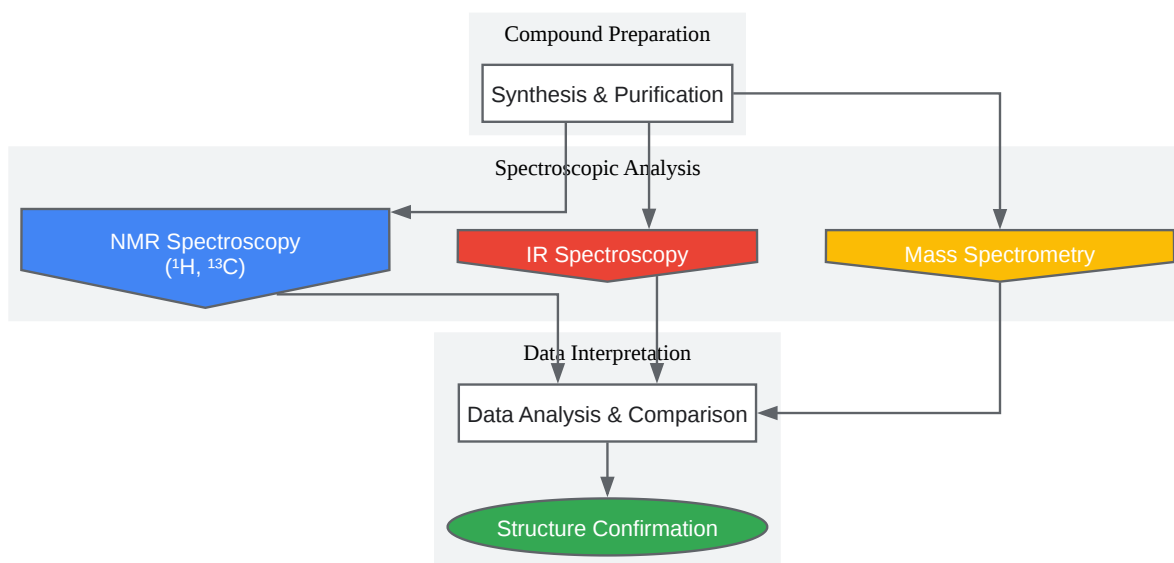 Compound Preparation
Synthesis & Purification
Spectroscopic Analysis
NMR Spectroscopy
(¹H, ¹³C)
IR Spectroscopy
Mass Spectrometry
Data Interpretation
Data Analysis & Comparison
Structure Confirmation